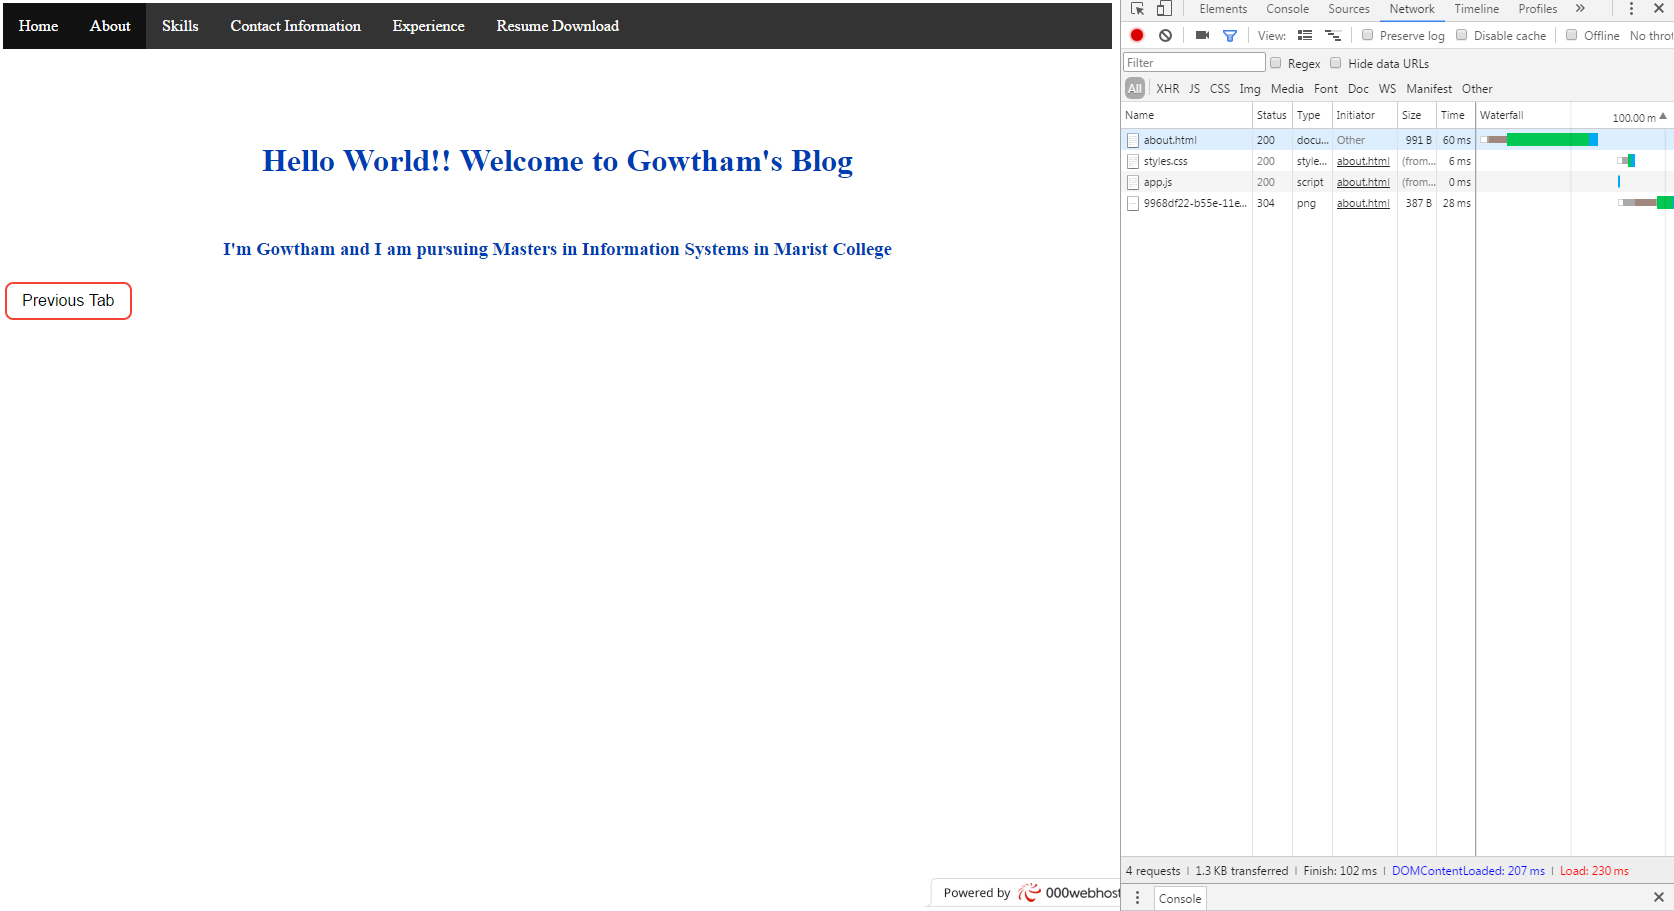 Home About Skills Contact Information Experience Resume Download
Hello World!! Welcome to Gowtham's Blog
I'm Gowtham and I am pursuing Masters in Information Systems in Marist College
Previous Tab
Powered by 000webhost
Elements Console Sources Network Timeline Profiles »
View: Preserve log Disable cache Offline No thro
Filter Regex Hide data URLs
All XHR JS CSS Img Media Font Doc WS Manifest Other
Name Status Type Initiator Size Time Waterfall 100.00 m
about.html 200 docu... Other 991 B 60 ms
styles.css 200 style... about.html (from... 6 ms
app.js 200 script about.html (from... 0 ms
9968df22-b55e-11e... 304 png about.html 387 B 28 ms
4 requests | 1.3 KB transferred | Finish: 102 ms | DOMContentLoaded: 207 ms | Load: 230 ms
Console